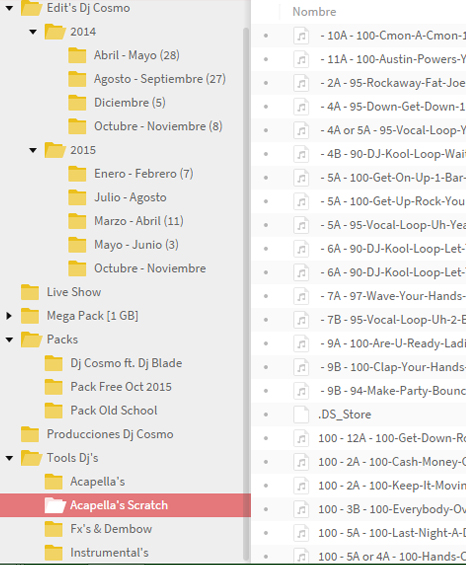 Edit's Dj Cosmo
2014
Abril - Mayo (28)
Agosto - Septiembre (27)
Diciembre (5)
Octubre - Noviembre (8)
2015
Enero - Febrero (7)
Julio - Agosto
Marzo - Abril (11)
Mayo - Junio (3)
Octubre - Noviembre
Live Show
Mega Pack [1 GB]
Packs
Dj Cosmo ft. Dj Blade
Pack Free Oct 2015
Pack Old School
Producciones Dj Cosmo
Tools Dj's
Acapella's
Acapella's Scratch
Fx's & Dembow
Instrumental's
Nombre
- 10A - 100-Cmon-A-Cmon-1
- 11A - 100-Austin-Powers-Y
- 2A - 95-Rockaway-Fat-Joe
- 4A - 95-Down-Get-Down-1
- 4A or 5A - 95-Vocal-Loop-Y
- 4B - 90-DJ-Kool-Loop-Wait
- 5A - 100-Get-On-Up-1-Bar-
- 5A - 100-Get-Up-Rock-You
- 5A - 95-Vocal-Loop-Uh-Yea
- 6A - 90-DJ-Kool-Loop-Let-
- 6A - 90-DJ-Kool-Loop-Let-
- 7A - 97-Wave-Your-Hands-
- 7B - 95-Vocal-Loop-Uh-2-B
- 9A - 100-Are-U-Ready-Ladi
- 9B - 100-Clap-Your-Hands-
- 9B - 94-Make-Party-Bounc
.DS_Store
100 - 12A - 100-Get-Down-Ro
100 - 2A - 100-Cash-Money-C
100 - 2A - 100-Keep-It-Movin
100 - 3B - 100-Everybody-Ov
100 - 5A - 100-Last-Night-A-D
100 - 5A or 4A - 100-Hands-C